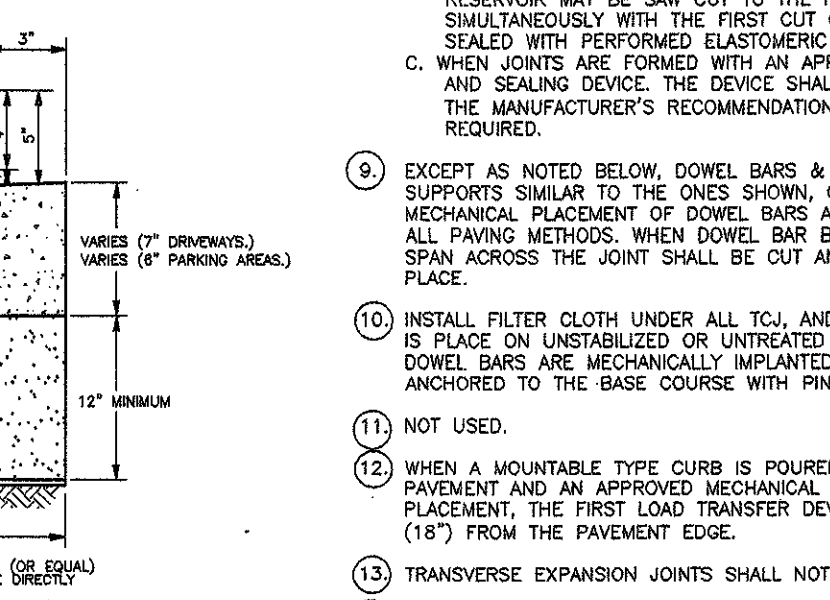 3"
5"
VARIES (7" DRIVEWAYS.)
VARIES (6" PARKING AREAS.)
12" MINIMUM
(OR EQUAL)
DIRECTLY
RESERVOIR MAY BE SAW CUT TO THE
SIMULTANEOUSLY WITH THE FIRST CUT
SEALED WITH PERFORMED ELASTOMERIC
C. WHEN JOINTS ARE FORMED WITH AN APP
AND SEALING DEVICE. THE DEVICE SHAL
THE MANUFACTURER'S RECOMMENDATION
REQUIRED.
9. EXCEPT AS NOTED BELOW, DOWEL BARS &
SUPPORTS SIMILAR TO THE ONES SHOWN,
MECHANICAL PLACEMENT OF DOWEL BARS A
ALL PAVING METHODS. WHEN DOWEL BAR B
SPAN ACROSS THE JOINT SHALL BE CUT AN
PLACE.
10. INSTALL FILTER CLOTH UNDER ALL TCJ, AND
IS PLACE ON UNSTABILIZED OR UNTREATED
DOWEL BARS ARE MECHANICALLY IMPLANTED
ANCHORED TO THE BASE COURSE WITH PIN
11. NOT USED.
12. WHEN A MOUNTABLE TYPE CURB IS POURE
PAVEMENT AND AN APPROVED MECHANICAL
PLACEMENT, THE FIRST LOAD TRANSFER DEV
(18") FROM THE PAVEMENT EDGE.
13. TRANSVERSE EXPANSION JOINTS SHALL NOT